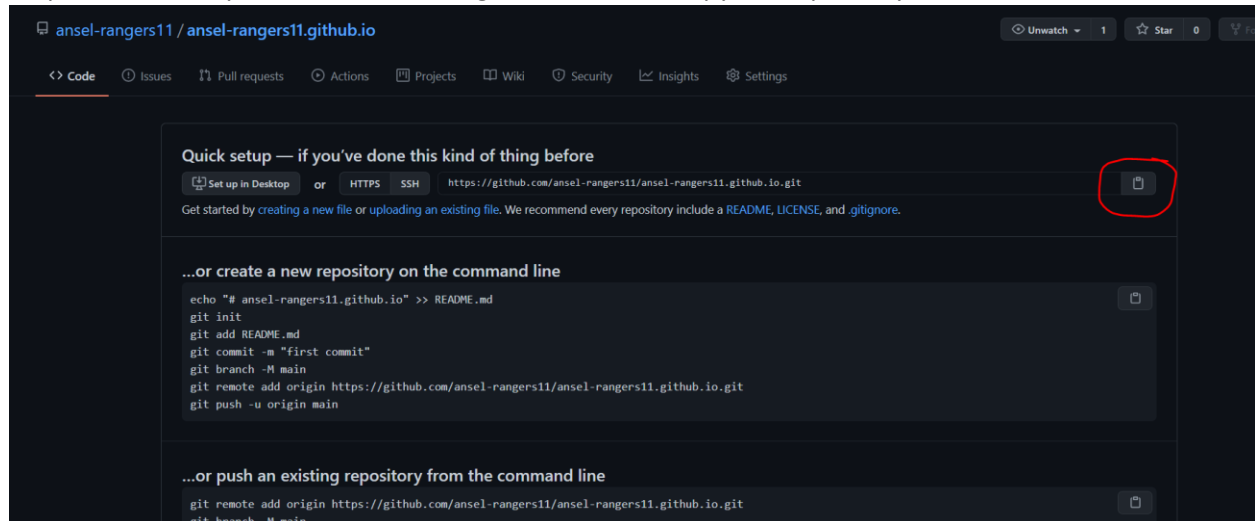 ansel-rangers11 / ansel-rangers11.github.io
Unwatch 1 Star 0
Code Issues Pull requests Actions Projects Wiki Security Insights Settings
Quick setup — if you've done this kind of thing before
Set up in Desktop or HTTPS SSH https://github.com/ansel-rangers11/ansel-rangers11.github.io.git
Get started by creating a new file or uploading an existing file. We recommend every repository include a README, LICENSE, and .gitignore.
...or create a new repository on the command line
echo "# ansel-rangers11.github.io" >> README.md
git init
git add README.md
git commit -m "first commit"
git branch -M main
git remote add origin https://github.com/ansel-rangers11/ansel-rangers11.github.io.git
git push -u origin main
...or push an existing repository from the command line
git remote add origin https://github.com/ansel-rangers11/ansel-rangers11.github.io.git
git branch -M main